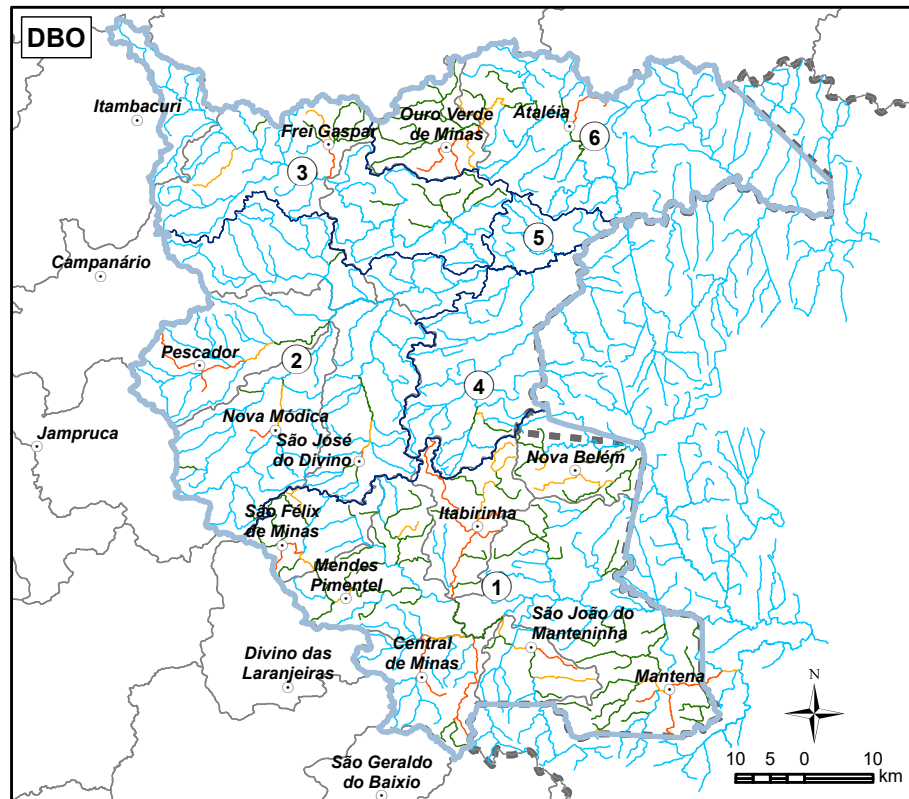 DBO
Itambacuri
Frei Gaspar
Ouro Verde
de Minas
Ataléia
6
3
5
Campanário
Pescador
2
4
Nova Módica
São José
do Divino
Jampruca
Nova Belém
São Félix
de Minas
Itabirinha
Mendes
Pimentel
1
São João do
Manteninha
Central
de Minas
Divino das
Laranjeiras
Mantena
N
São Geraldo
do Baixio
10 5 0 10
km